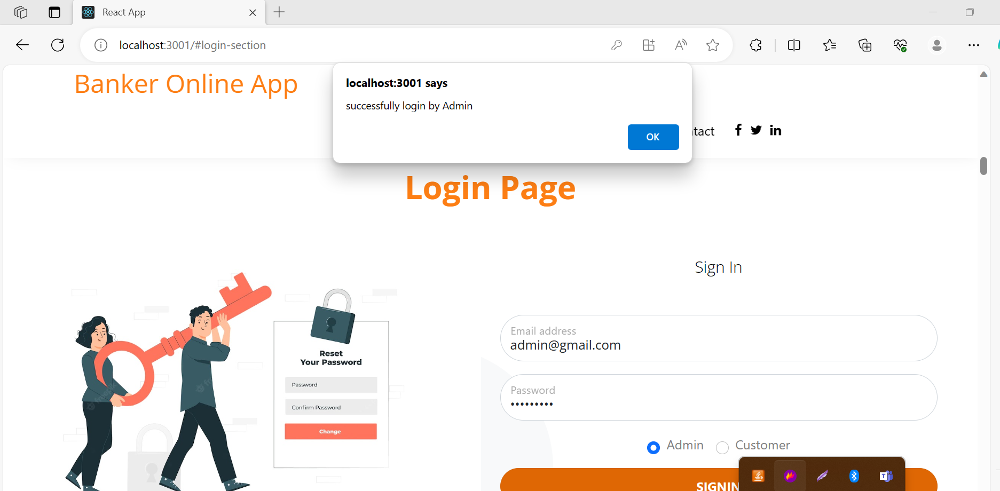 React App
localhost:3001/#login-section
Banker Online App
localhost:3001 says
successfully login by Admin
OK
ntact
Login Page
Sign In
Email address
admin@gmail.com
Password
•••••••••
Admin
Customer
SIGNIN
Reset
Your Password
Password
Confirm Password
Change